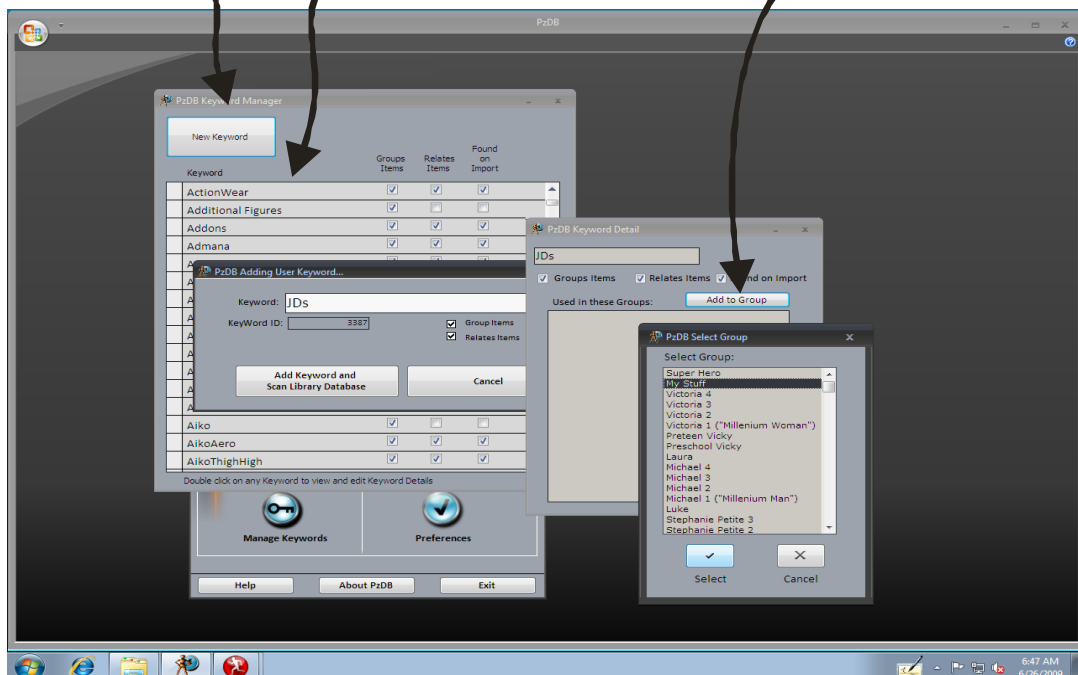 PzDB
PzDB Keyword Manager
New Keyword
Keyword
Groups Items
Relates Items
Found on Import
ActionWear
Additional Figures
Addons
Admana
PzDB Adding User Keyword...
Keyword: JDs
KeyWord ID: 3387
Group Items
Relates Items
Add Keyword and
Scan Library Database
Cancel
Aiko
AikoAero
AikoThighHigh
Double click on any Keyword to view and edit Keyword Details
PzDB Keyword Detail
JDs
Groups Items Relates Items on Import
Used in these Groups: Add to Group
PzDB Select Group
Select Group:
Super Hero
My Stuff
Victoria 4
Victoria 3
Victoria 2
Victoria 1 ("Millenium Woman")
Preteen Vicky
Preschool Vicky
Laura
Michael 4
Michael 3
Michael 2
Michael 1 ("Millenium Man")
Luke
Stephanie Petite 3
Stephanie Petite 2
Select Cancel
Manage Keywords Preferences
Help About PzDB Exit
6:47 AM
6/26/2009